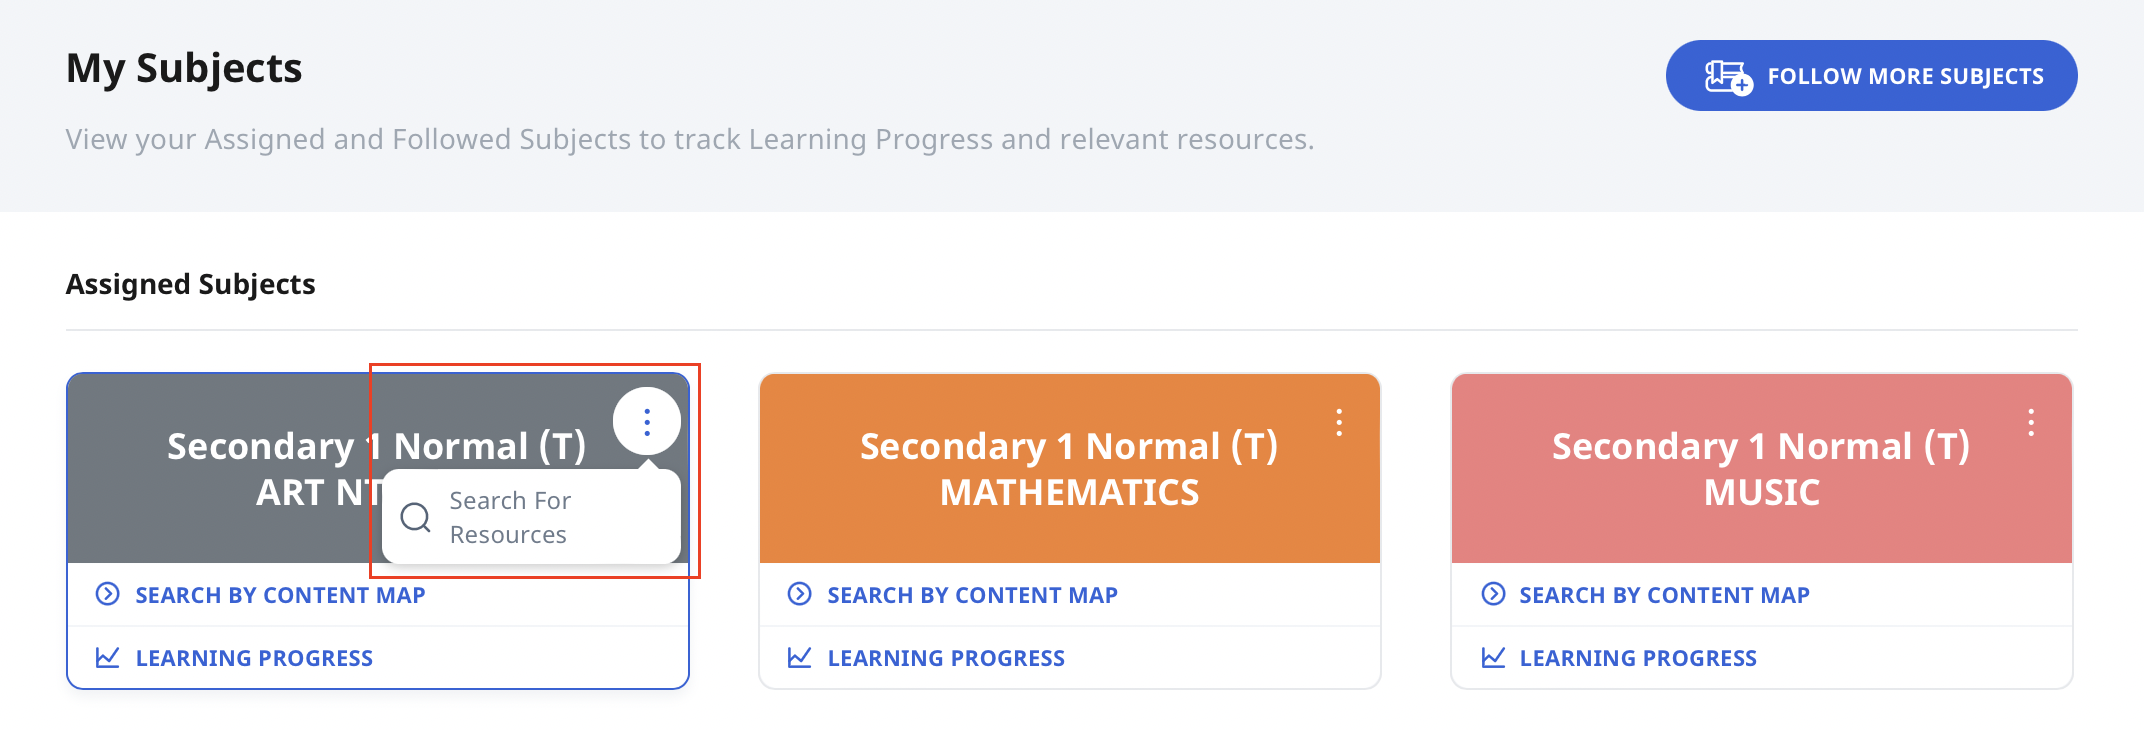 My Subjects
FOLLOW MORE SUBJECTS
View your Assigned and Followed Subjects to track Learning Progress and relevant resources.
Assigned Subjects
Secondary 1 Normal (T)
ART NT
Search For
Resources
SEARCH BY CONTENT MAP
LEARNING PROGRESS
Secondary 1 Normal (T)
MATHEMATICS
SEARCH BY CONTENT MAP
LEARNING PROGRESS
Secondary 1 Normal (T)
MUSIC
SEARCH BY CONTENT MAP
LEARNING PROGRESS